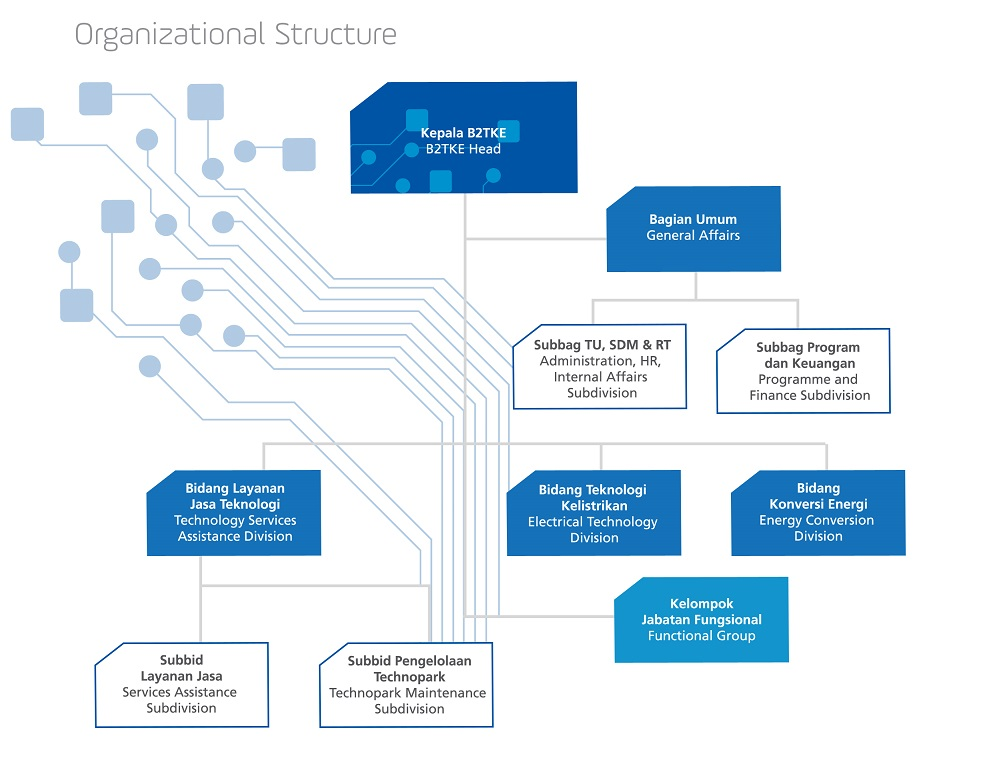 Organizational Structure
Kepala B2TKE
B2TKE Head
Bagian Umum
General Affairs
Subbag TU, SDM & RT
Administration, HR,
Internal Affairs
Subdivision
Subbag Program
dan Keuangan
Programme and
Finance Subdivision
Bidang Layanan
Jasa Teknologi
Technology Services
Assistance Division
Bidang Teknologi
Kelistrikan
Electrical Technology
Division
Bidang
Konversi Energi
Energy Conversion
Division
Kelompok
Jabatan Fungsional
Functional Group
Subbid
Layanan Jasa
Services Assistance
Subdivision
Subbid Pengelolaan
Technopark
Technopark Maintenance
Subdivision